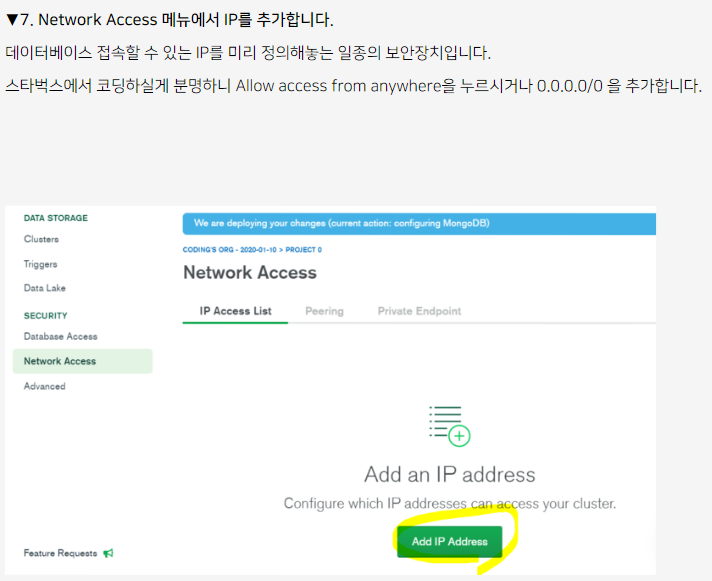 ▼7. Network Access 메뉴에서 IP를 추가합니다.
데이터베이스 접속할 수 있는 IP를 미리 정의해놓는 일종의 보안장치입니다.
스타벅스에서 코딩하실게 분명하니 Allow access from anywhere을 누르시거나 0.0.0.0/0 을 추가합니다.
DATA STORAGE
Clusters
Triggers
Data Lake
SECURITY
Database Access
Network Access
Advanced
Feature Requests
We are deploying your changes (current action: configuring MongoDB)
CODING'S ORG - 2020-01-10 > PROJECT 0
Network Access
IP Access List Peering Private Endpoint
Add an IP address
Configure which IP addresses can access your cluster.
Add IP Address